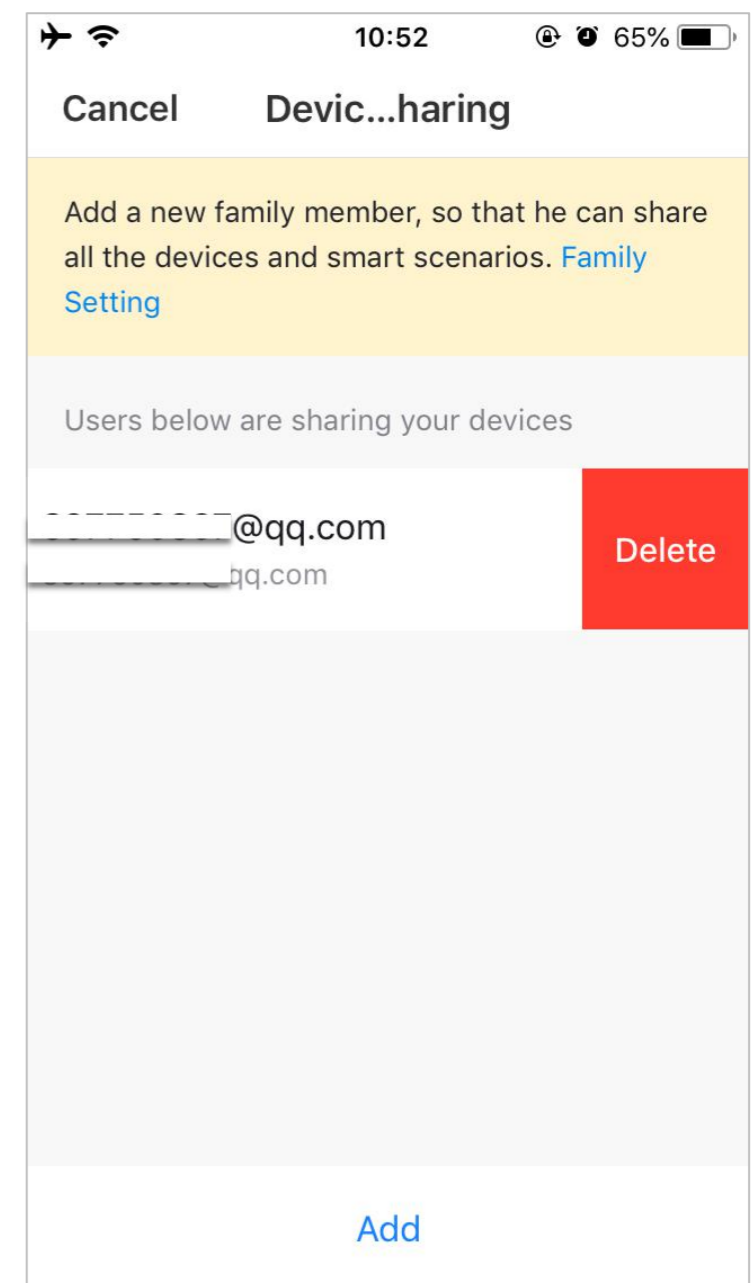 10:52 65%
Cancel Devic...haring
Add a new family member, so that he can share
all the devices and smart scenarios. Family
Setting
Users below are sharing your devices
@qq.com
Delete
@qq.com
Add